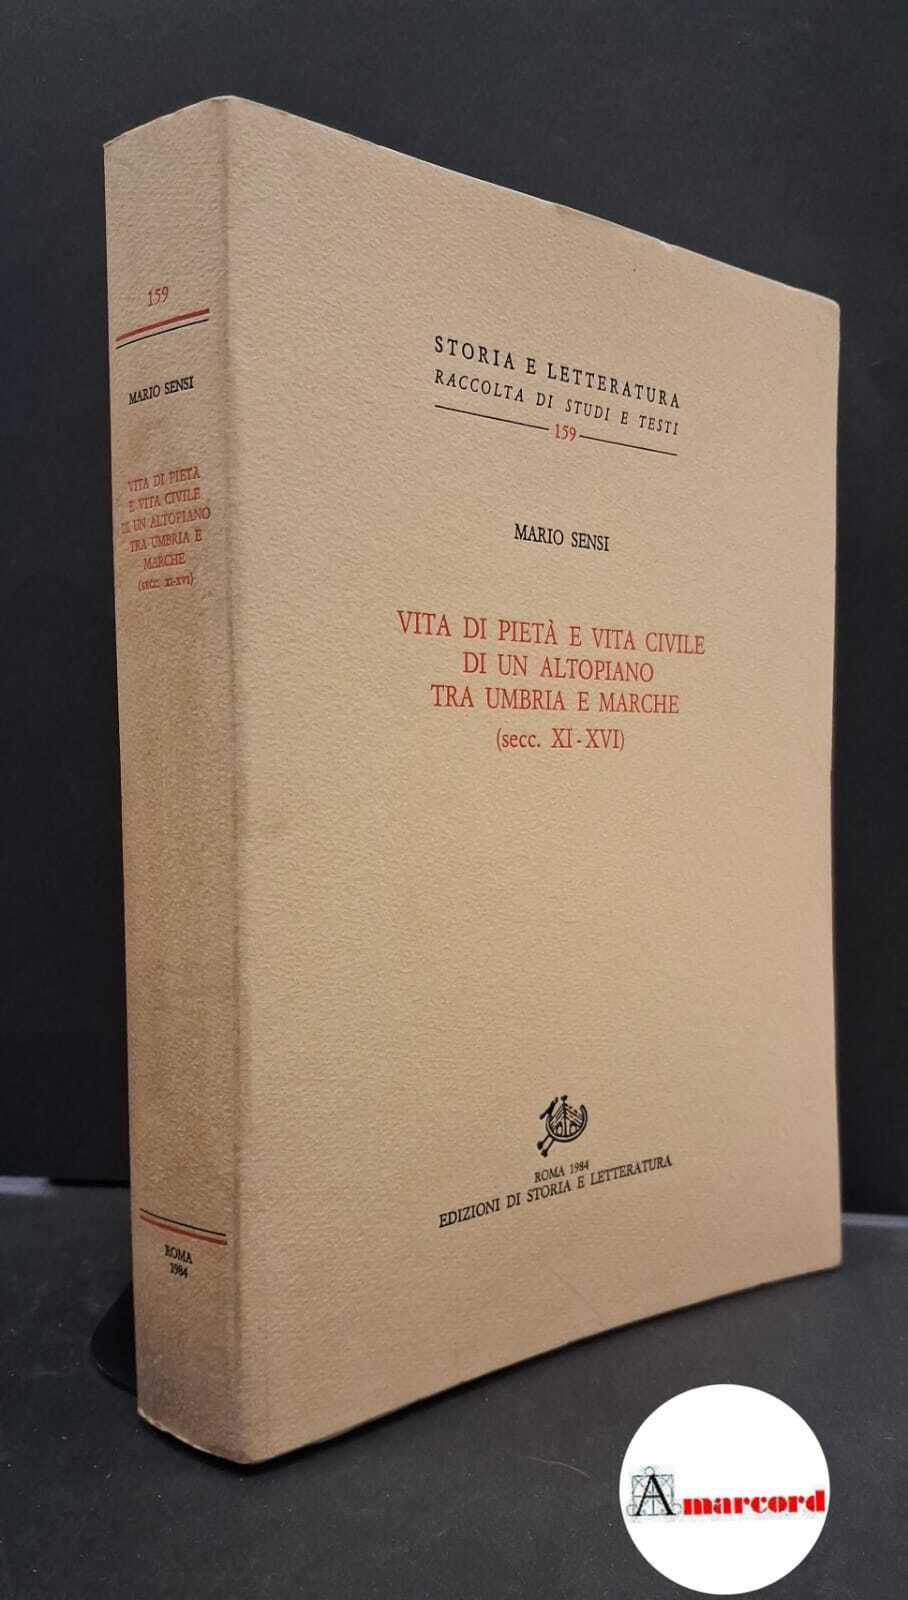 159
MARIO SENSI
VITA DI PIETÀ
E VITA CIVILE
DI UN ALTOPIANO
TRA UMBRIA E
MARCHE
(secc. XI-XVI)
ROMA
1984
STORIA E LETTERATURA
RACCOLTA DI STUDI E TESTI
159
MARIO SENSI
VITA DI PIETÀ E VITA CIVILE
DI UN ALTOPIANO
TRA UMBRIA E MARCHE
(secc. XI-XVI)
ROMA 1984
EDIZIONI DI STORIA E LETTERATURA
Amarcord